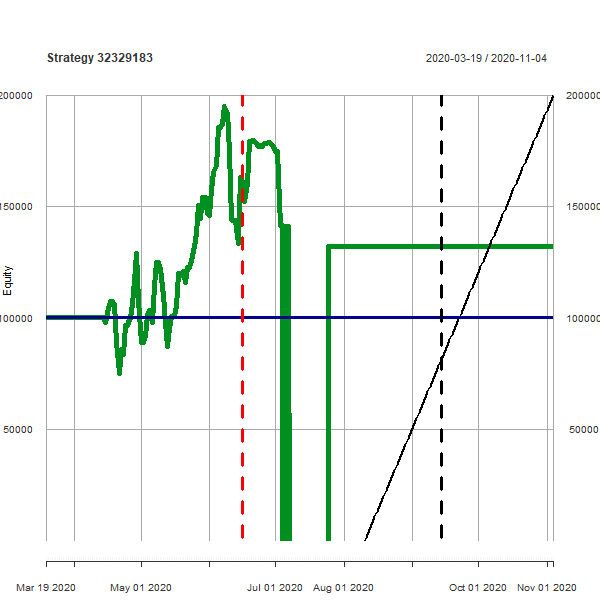 Strategy 32329183
2020-03-19 / 2020-11-04
200000
200000
150000
150000
Equity
100000
100000
50000
50000
Mar 19 2020
May 01 2020
Jul 01 2020
Aug 01 2020
Oct 01 2020
Nov 01 2020